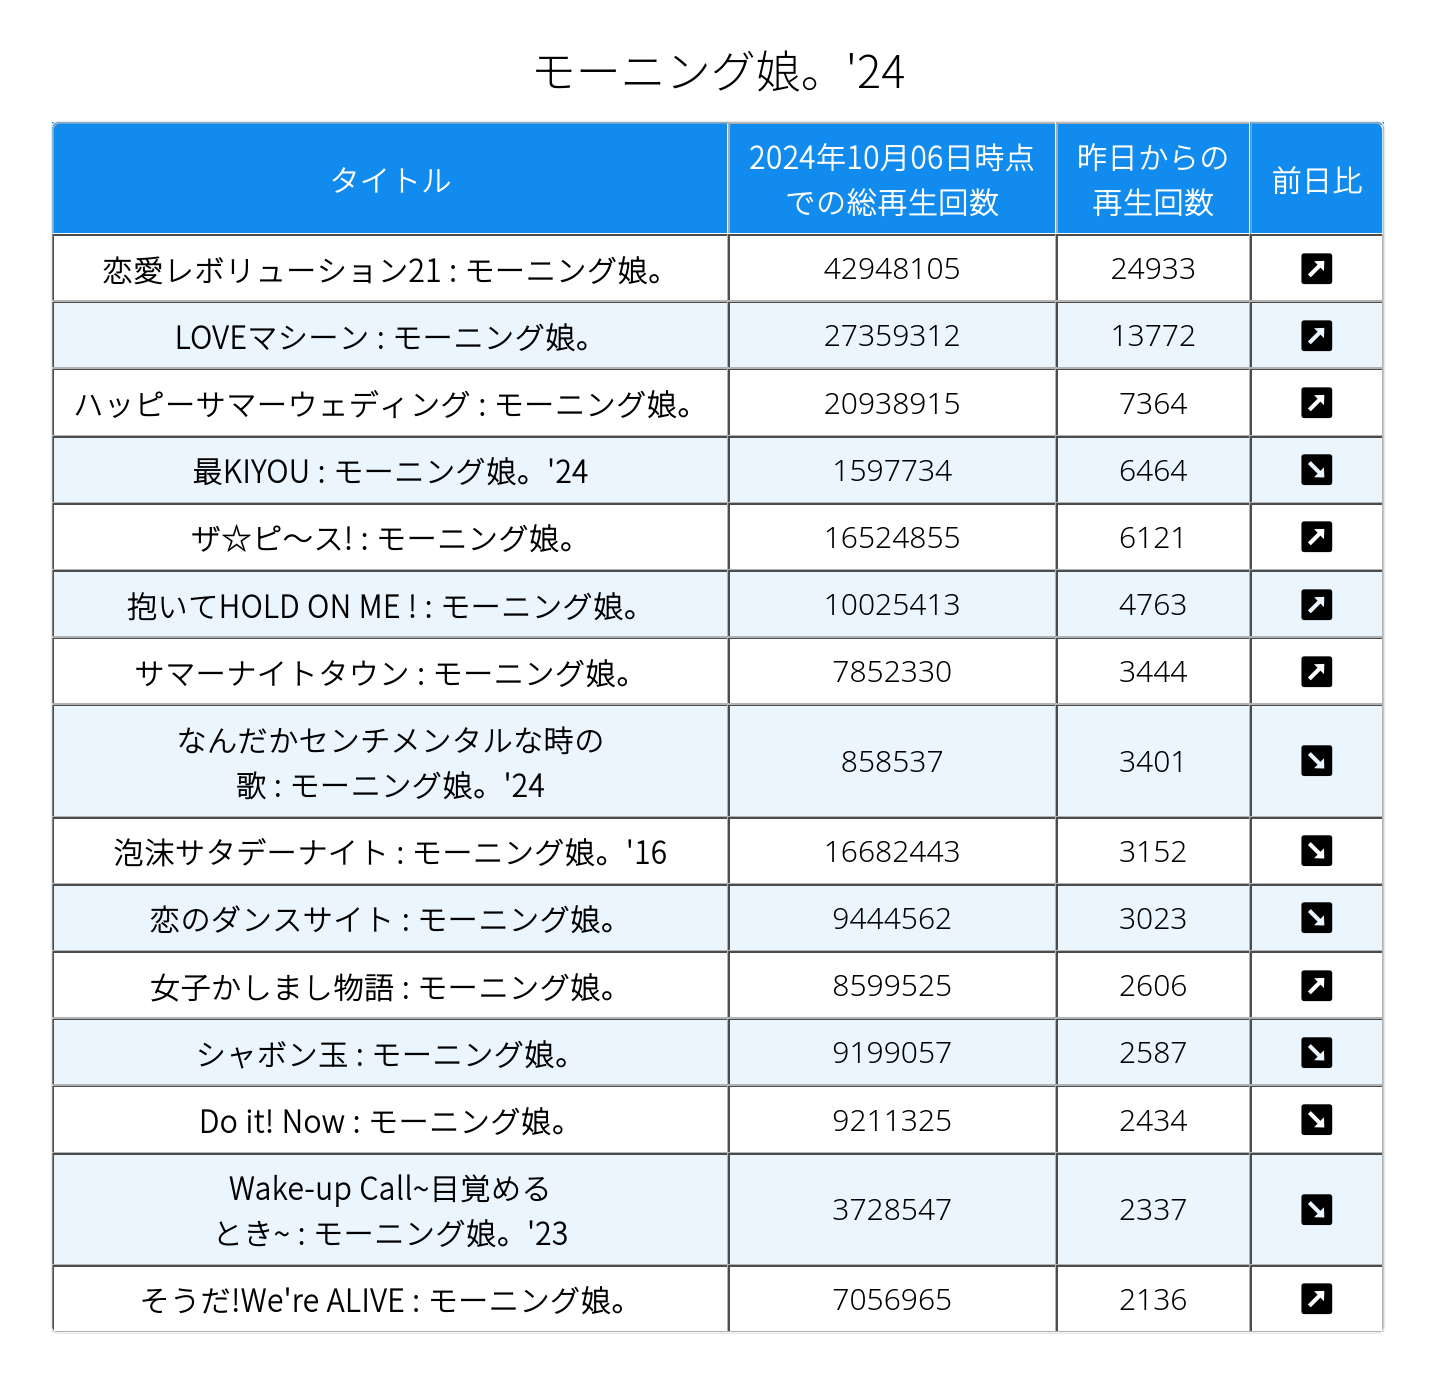 モーニング娘。'24
タイトル
2024年10月06日時点
での総再生回数
昨日からの
再生回数
前日比
恋愛レボリューション21 : モーニング娘。 42948105 24933 ↗
LOVEマシーン : モーニング娘。 27359312 13772 ↗
ハッピーサマーウェディング : モーニング娘。 20938915 7364 ↗
最KIYOU : モーニング娘。'24 1597734 6464 ↘
ザ☆ピ〜ス! : モーニング娘。 16524855 6121 ↗
抱いてHOLD ON ME ! : モーニング娘。 10025413 4763 ↗
サマーナイトタウン : モーニング娘。 7852330 3444 ↗
なんだかセンチメンタルな時の
歌 : モーニング娘。'24 858537 3401 ↘
泡沫サタデーナイト : モーニング娘。'16 16682443 3152 ↘
恋のダンスサイト : モーニング娘。 9444562 3023 ↘
女子かしまし物語 : モーニング娘。 8599525 2606 ↗
シャボン玉 : モーニング娘。 9199057 2587 ↘
Do it! Now : モーニング娘。 9211325 2434 ↘
Wake-up Call~目覚める
とき~ : モーニング娘。'23 3728547 2337 ↘
そうだ!We're ALIVE : モーニング娘。 7056965 2136 ↗